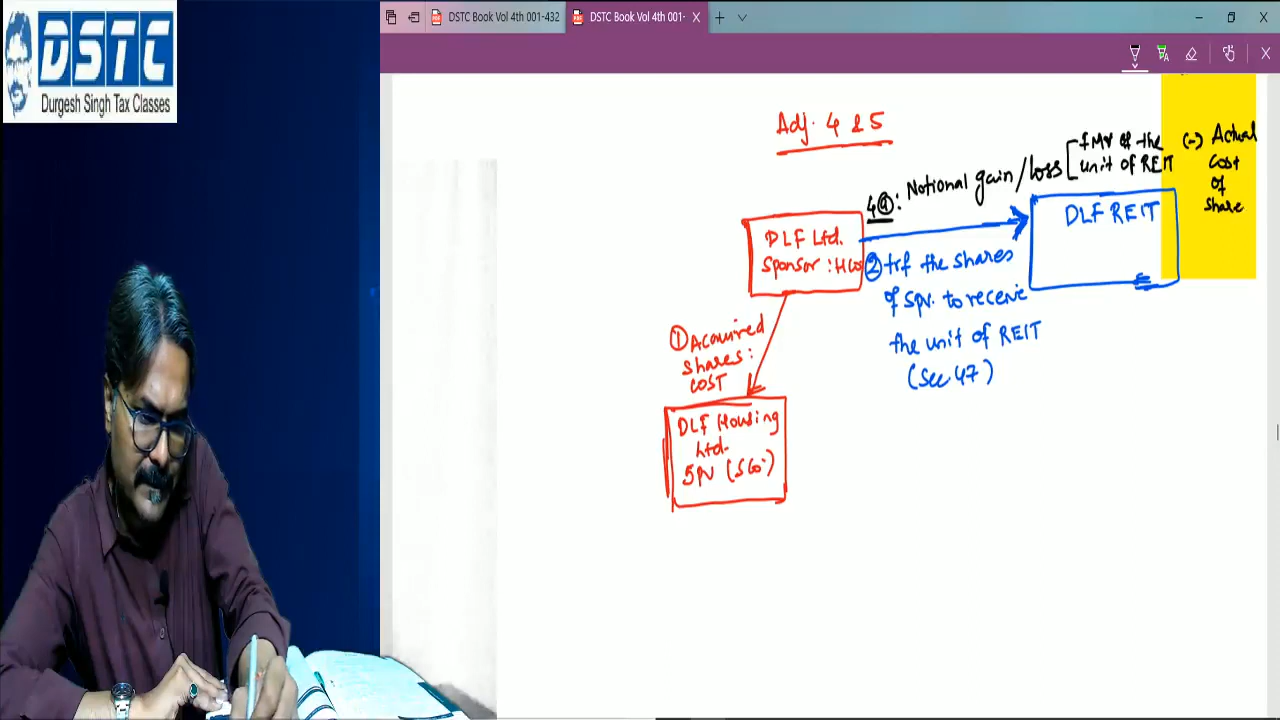 DSTC
Durgesh Singh Tax Classes
DSTC Book Vol 4th 001-432
DSTC Book Vol 4th 001-
Adj. 4 & 5
4(a): Notional gain/loss
fMV of the
unit of REIT
(-) Actual
cost
of
share
DLF Ltd.
Sponsor : HCo
DLF REIT
② trf the shares
of SPV. to receive
the unit of REIT
(Sec 47)
① Acquired
shares:
COST
DLF Housing
Ltd.
SPV (SCo.)